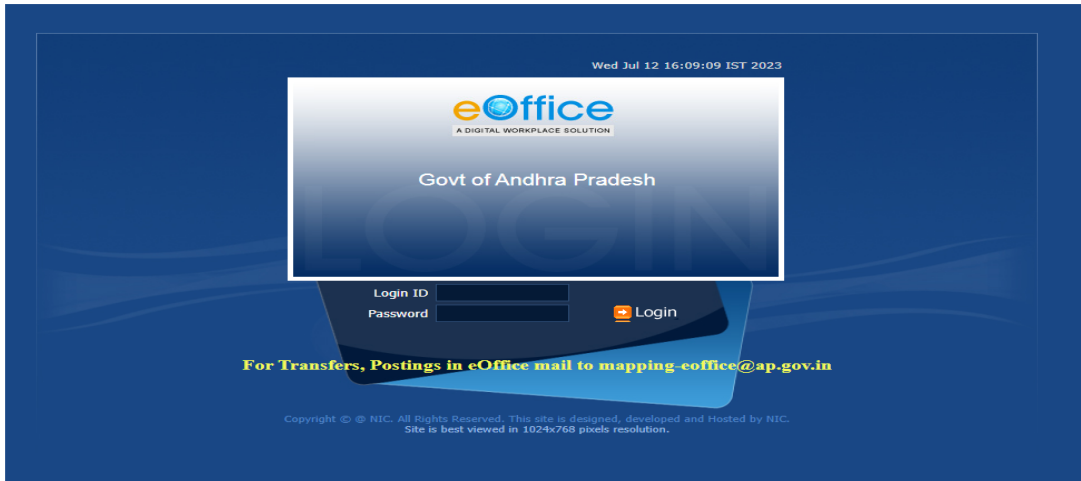 Wed Jul 12 16:09:09 IST 2023
eOffice
A DIGITAL WORKPLACE SOLUTION
Govt of Andhra Pradesh
LOGIN
Login ID
Password
Login
For Transfers, Postings in eOffice mail to mapping-eoffice@ap.gov.in
Copyright © @ NIC. All Rights Reserved. This site is designed, developed and Hosted by NIC.
Site is best viewed in 1024x768 pixels resolution.